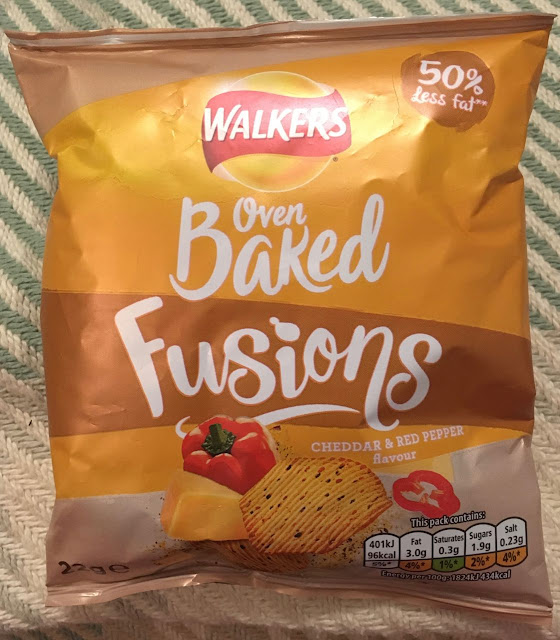 WALKERS
50%
less fat**
Oven
Baked
Fusions
CHEDDAR & RED PEPPER
flavour
This pack contains:
401kJ
96kcal
5%*
Fat
3.0g
4%*
Saturates
0.3g
1%*
Sugars
1.9g
2%*
Salt
0.23g
4%*
Energy per 100g: 1824kJ/434kcal